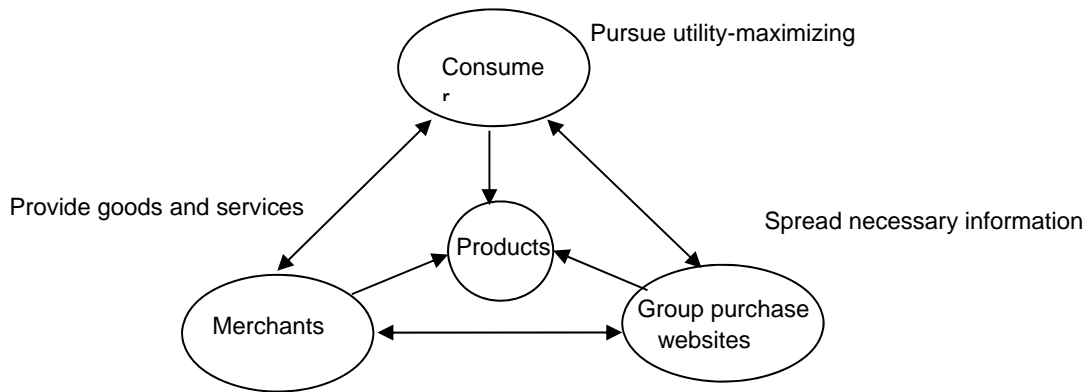 Pursue utility-maximizing
Consume
r
Provide goods and services
Spread necessary information
Products
Merchants
Group purchase
websites